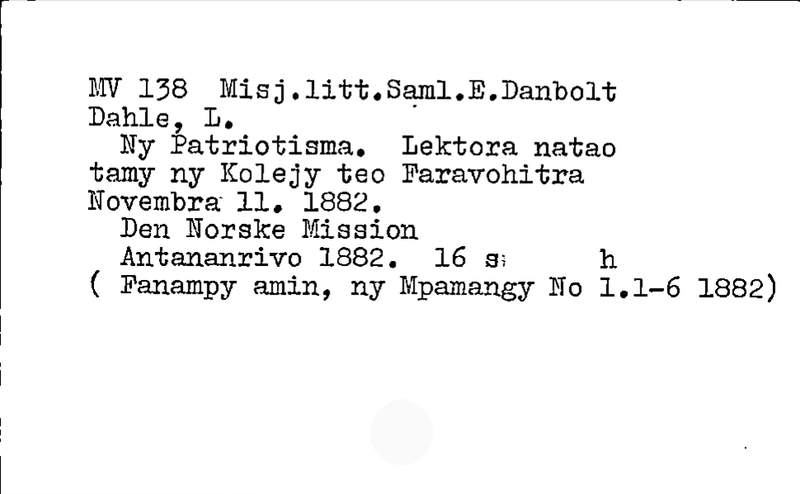 MV 138  Misj.litt.Saml.E.Danbolt
Dahle, L.
Ny Patriotisma.  Lektora natao
tamy ny Kolejy teo Faravohitra
Novembra 11. 1882.
Den Norske Mission
Antananrivo 1882.  16 s.  h
( Fanampy amin, ny Mpamangy No 1.1-6 1882)